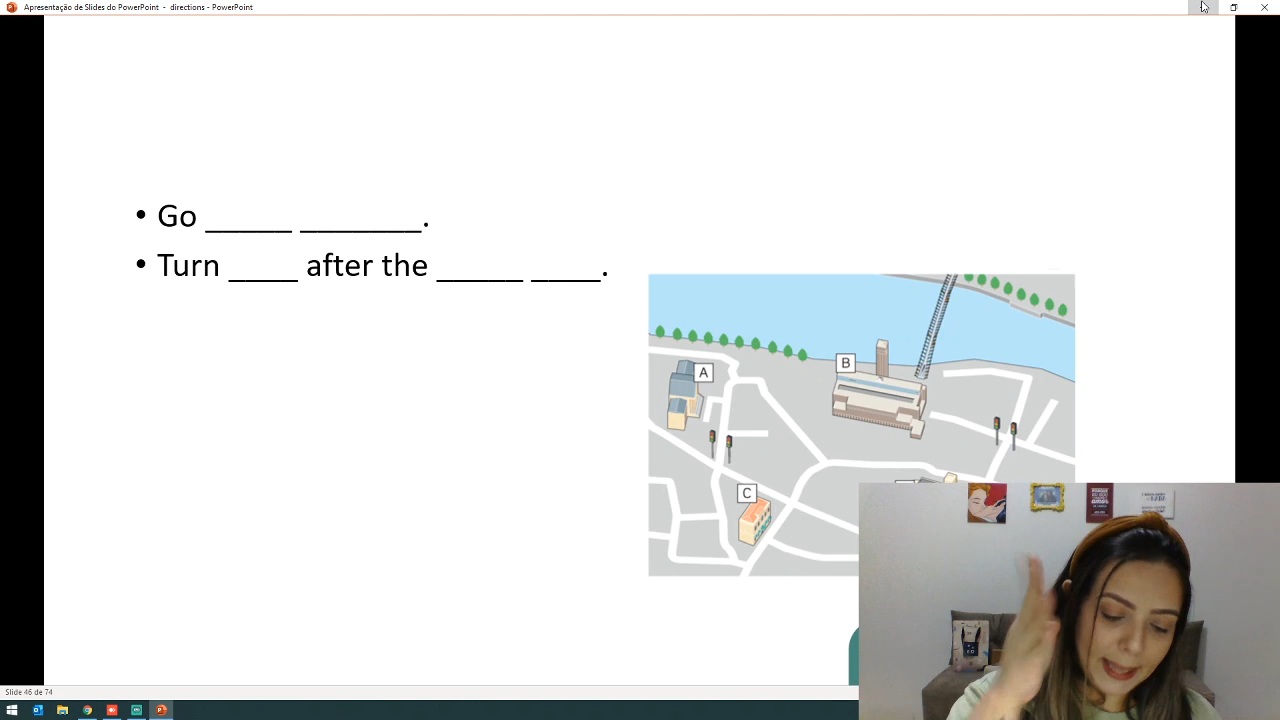 Apresentação de Slides do PowerPoint - directions - PowerPoint
• Go _____ _______.
• Turn ____ after the _____ ____.
A
B
C
Slide 46 de 74